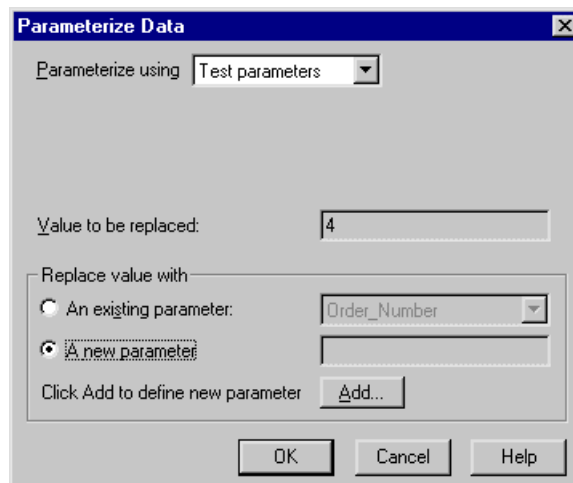 Parameterize Data
Parameterize using Test parameters
Value to be replaced: 4
Replace value with
An existing parameter: Order_Number
A new parameter
Click Add to define new parameter Add...
OK Cancel Help